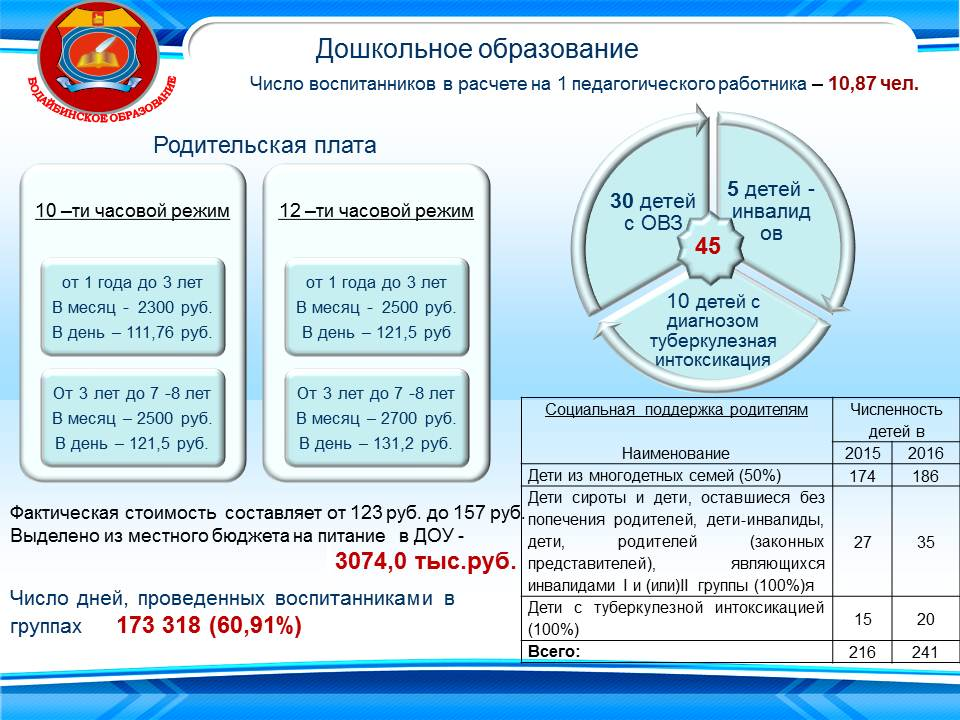 БОДАЙБИНСКОЕ ОБРАЗОВАНИЕ
Дошкольное образование
Число воспитанников в расчете на 1 педагогического работника – 10,87 чел.
Родительская плата
10 –ти часовой режим
от 1 года до 3 лет
В месяц - 2300 руб.
В день – 111,76 руб.
От 3 лет до 7 -8 лет
В месяц – 2500 руб.
В день – 121,5 руб.
12 –ти часовой режим
от 1 года до 3 лет
В месяц - 2500 руб.
В день – 121,5 руб
От 3 лет до 7 -8 лет
В месяц – 2700 руб.
В день – 131,2 руб.
30 детей
с ОВЗ
5 детей -
инвалид
ов
45
10 детей с
диагнозом
туберкулезная
интоксикация
Фактическая стоимость составляет от 123 руб. до 157 руб.
Выделено из местного бюджета на питание в ДОУ -
3074,0 тыс.руб.
Число дней, проведенных воспитанниками в
группах 173 318 (60,91%)
Социальная поддержка родителям
Наименование
Численность
детей в
2015 2016
Дети из многодетных семей (50%) 174 186
Дети сироты и дети, оставшиеся без
попечения родителей, дети-инвалиды,
дети, родителей (законных
представителей), являющихся
инвалидами I и (или)II группы (100%)я
27 35
Дети с туберкулезной интоксикацией
(100%)
15 20
Всего: 216 241